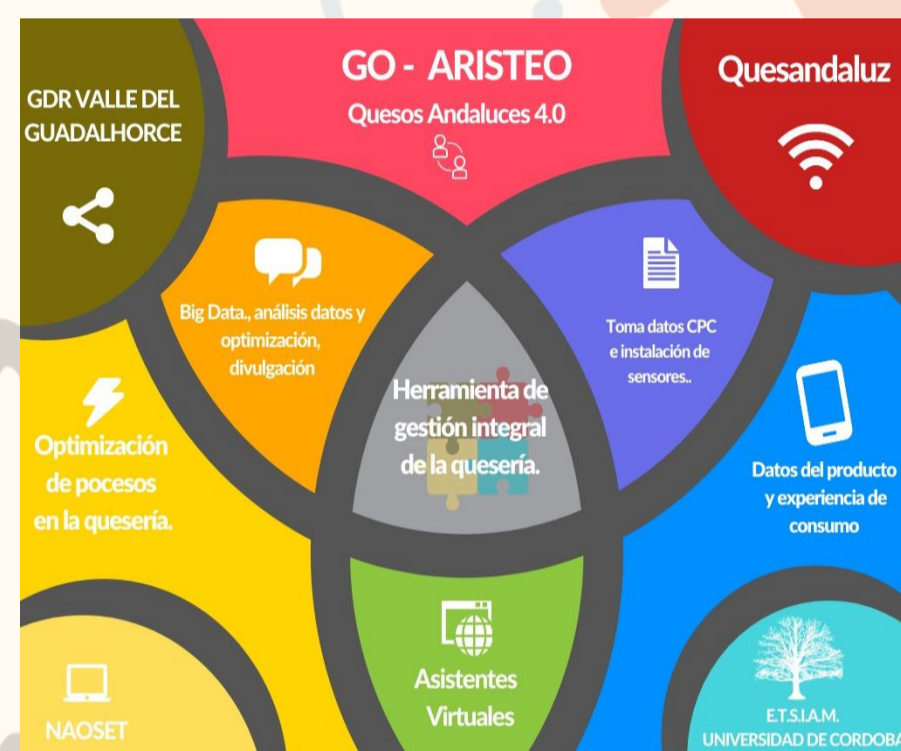 GDR VALLE DEL
GUADALHORCE
GO - ARISTEO
Quesos Andaluces 4.0
Quesandaluz
Big Data., análisis datos y
optimización,
divulgación
Toma datos CPC
e instalación de
sensores..
Herramienta de
gestión integral
de la quesería.
Optimización
de pocesos
en la quesería.
Datos del producto
y experiencia de
consumo
Asistentes
Virtuales
NAOSET
E.T.S.I.A.M.
UNIVERSIDAD DE CORDOBA